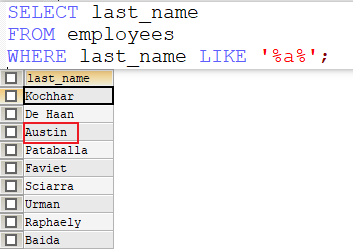 SELECT last_name
FROM employees
WHERE last_name LIKE '%a%';
last_name
Kochhar
De Haan
Austin
Pataballa
Faviet
Sciarra
Urman
Raphaely
Baida